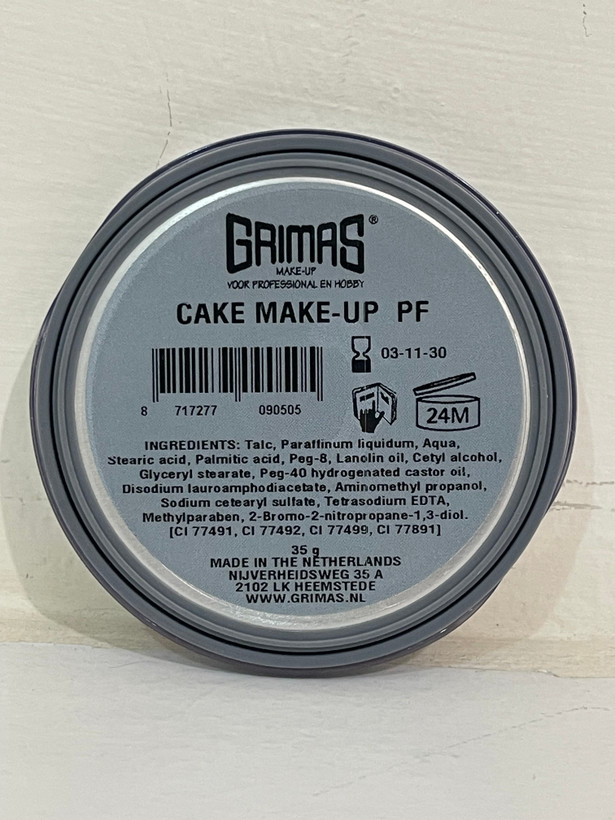 GRIMAS®
MAKE-UP
VOOR PROFESSIONAL EN HOBBY
CAKE MAKE-UP PF
03-11-30
8 717277 090505
24M
INGREDIENTS: Talc, Paraffinum liquidum, Aqua,
Stearic acid, Palmitic acid, Peg-8, Lanolin oil, Cetyl alcohol,
Glyceryl stearate, Peg-40 hydrogenated castor oil,
Disodium lauroamphodiacetate, Aminomethyl propanol,
Sodium cetearyl sulfate, Tetrasodium EDTA,
Methylparaben, 2-Bromo-2-nitropropane-1,3-diol.
[CI 77491, CI 77492, CI 77499, CI 77891]
35 g
MADE IN THE NETHERLANDS
NIJVERHEIDSWEG 35 A
2102 LK HEEMSTEDE
WWW.GRIMAS.NL